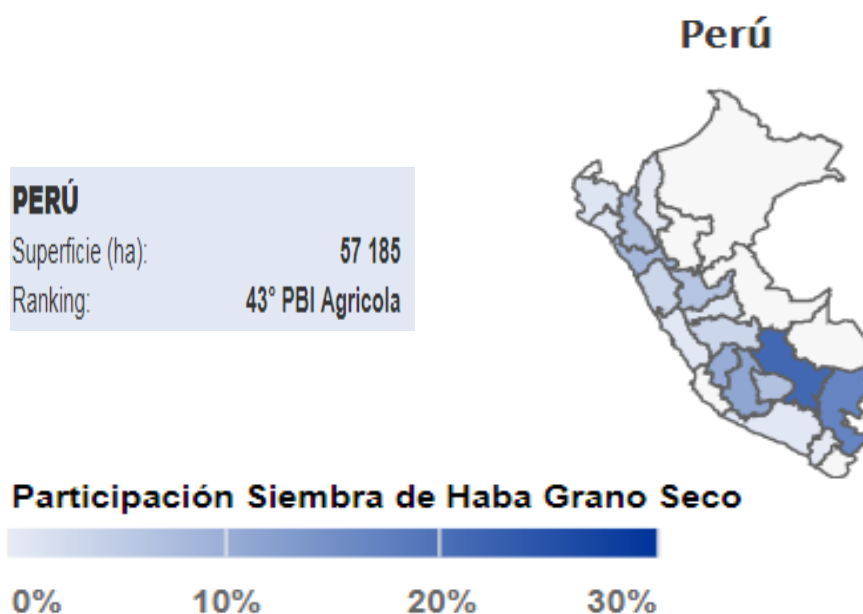 Perú
PERÚ
Superficie (ha): 57 185
Ranking: 43° PBI Agricola
Participación Siembra de Haba Grano Seco
0% 10% 20% 30%